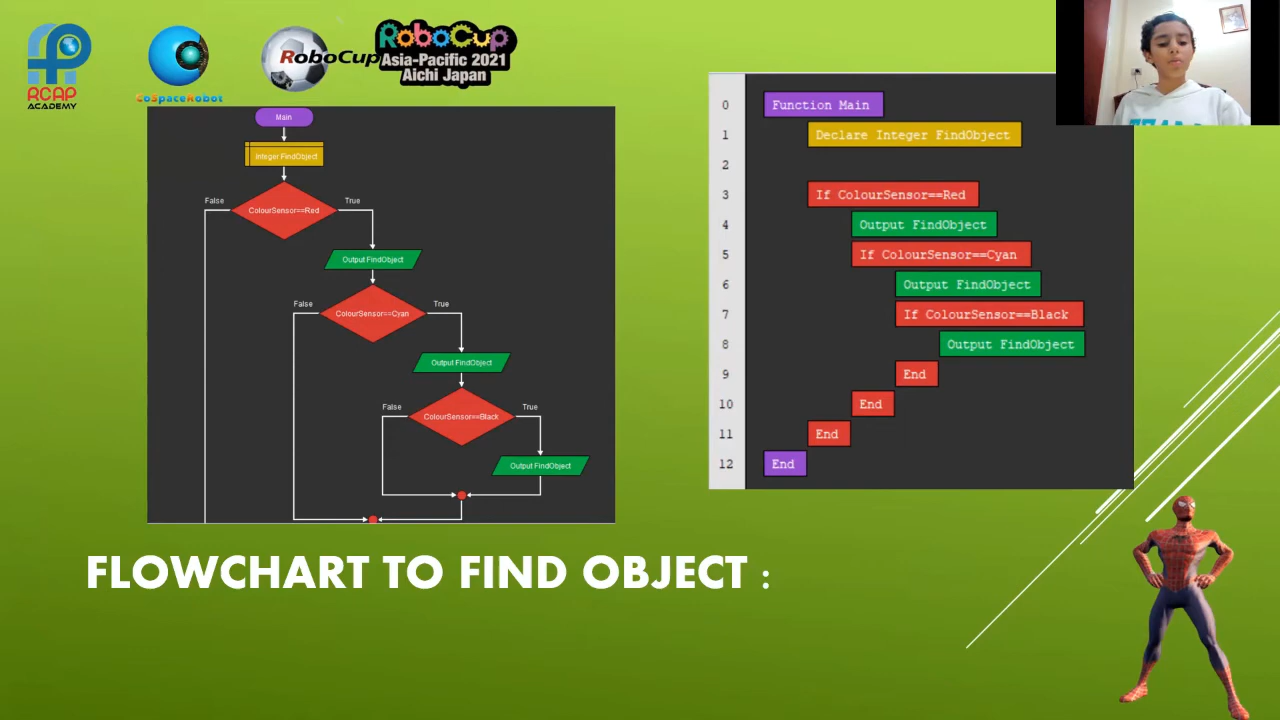 RCAP
ACADEMY
CoSpaceRobot
RoboCup
RoboCup
Asia-Pacific 2021
Aichi Japan
Main
Integer FindObject
False
True
ColourSensor==Red
Output FindObject
False
True
ColourSensor==Cyan
Output FindObject
False
True
ColourSensor==Black
Output FindObject
0 Function Main
1 Declare Integer FindObject
2
3 If ColourSensor==Red
4 Output FindObject
5 If ColourSensor==Cyan
6 Output FindObject
7 If ColourSensor==Black
8 Output FindObject
9 End
10 End
11 End
12 End
FLOWCHART TO FIND OBJECT :